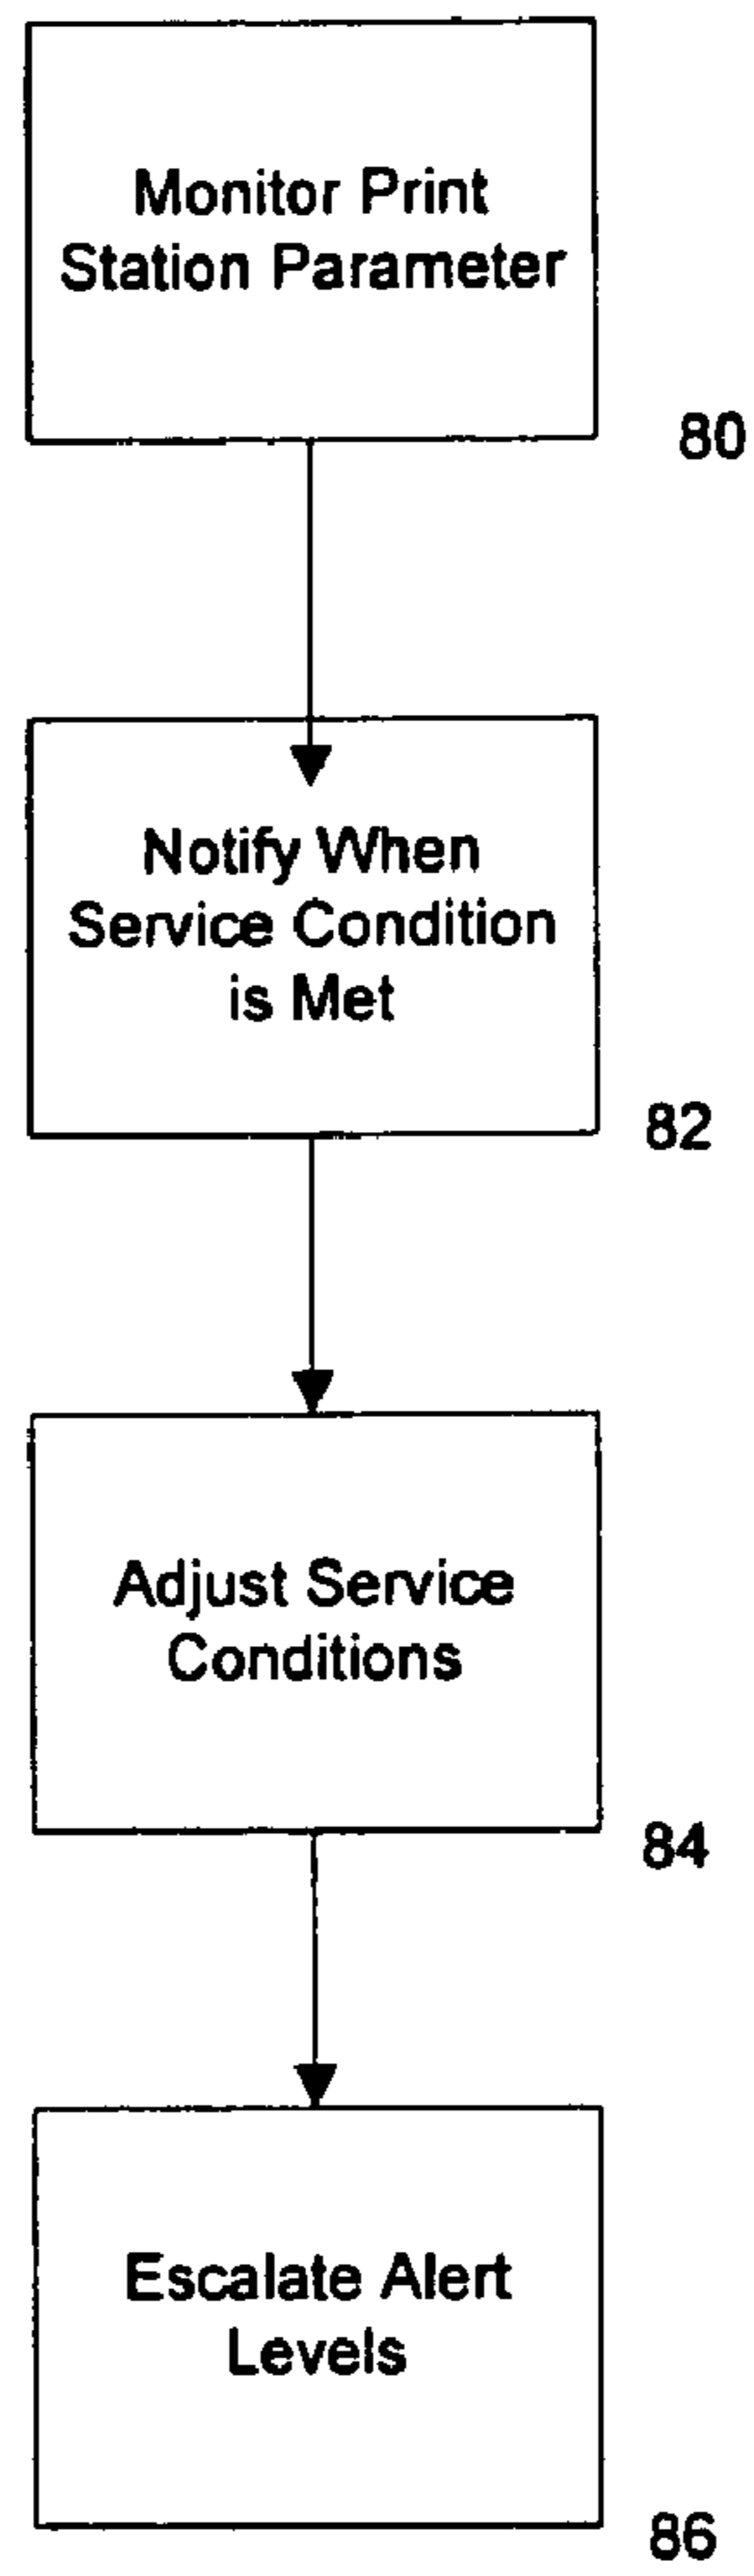 Monitor Print
Station Parameter
80
Notify When
Service Condition
is Met
82
Adjust Service
Conditions
84
Escalate Alert
Levels
86